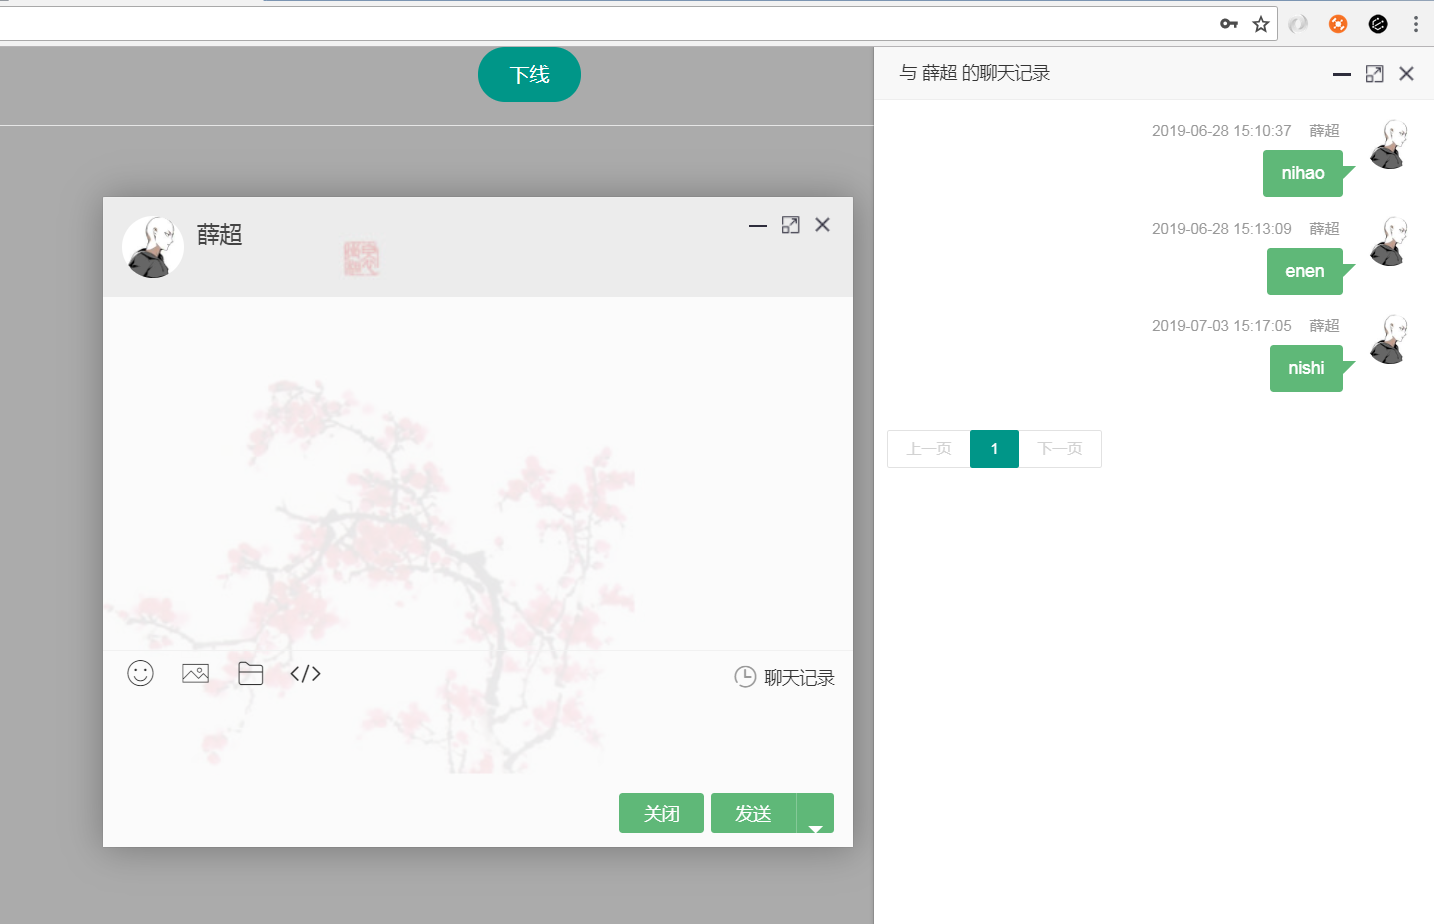 下线
薛超
聊天记录
关闭
发送
与 薛超 的聊天记录
2019-06-28 15:10:37 薛超
nihao
2019-06-28 15:13:09 薛超
enen
2019-07-03 15:17:05 薛超
nishi
上一页 1 下一页